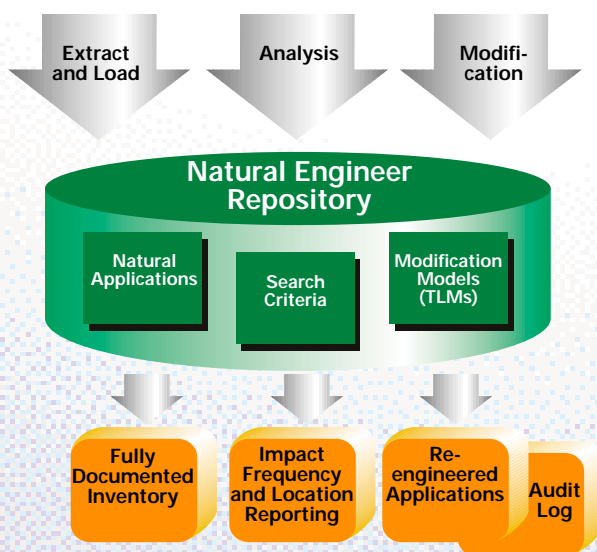 Extract
and Load
Analysis
Modifi-
cation
Natural Engineer
Repository
Natural
Applications
Search
Criteria
Modification
Models
(TLMs)
Fully
Documented
Inventory
Impact
Frequency
and Location
Reporting
Re-
engineered
Applications
Audit
Log